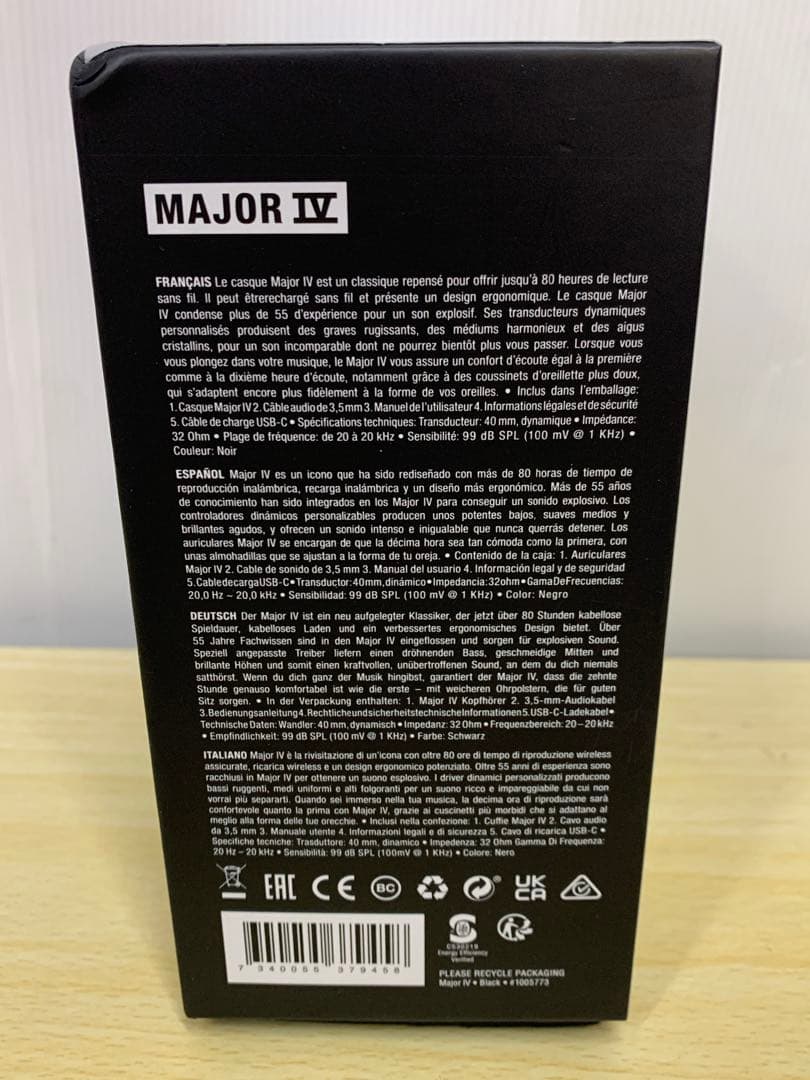 MAJOR IV
FRANÇAIS Le casque Major IV est un classique repensé pour offrir jusqu'à 80 heures de lecture
sans fil. Il peut êtrerechargé sans fil et présente un design ergonomique. Le casque Major
IV condense plus de 55 d'expérience pour un son explosif. Ses transducteurs dynamiques
personnalisés produisent des graves rugissants, des médiums harmonieux et des aigus
cristallins, pour un son incomparable dont ne pourrez bientôt plus vous passer. Lorsque vous
vous plongez dans votre musique, le Major IV vous assure un confort d'écoute égal à la première
comme à la dixième heure d'écoute, notamment grâce à des coussinets d'oreillette plus doux,
qui s'adaptent encore plus fidèlement à la forme de vos oreilles. • Inclus dans l'emballage:
1. Casque Major IV 2. Câble audio de 3,5 mm 3. Manuel de l'utilisateur 4. Informations légales et de sécurité
5. Câble de charge USB-C • Spécifications techniques: Transducteur: 40 mm, dynamique • Impédance:
32 Ohm • Plage de fréquence: de 20 à 20 kHz • Sensibilité: 99 dB SPL (100 mV @ 1 KHz) •
Couleur: Noir
ESPAÑOL Major IV es un icono que ha sido rediseñado con más de 80 horas de tiempo de
reproducción inalámbrica, recarga inalámbrica y un diseño más ergonómico. Más de 55 años
de conocimiento han sido integrados en los Major IV para conseguir un sonido explosivo. Los
controladores dinámicos personalizables producen unos potentes bajos, suaves medios y
brillantes agudos, y ofrecen un sonido intenso e inigualable que nunca querrás detener. Los
auriculares Major IV se encargan de que la décima hora sea tan cómoda como la primera, con
unas almohadillas que se ajustan a la forma de tu oreja. • Contenido de la caja: 1. Auriculares
Major IV 2. Cable de sonido de 3,5 mm 3. Manual del usuario 4. Información legal y de seguridad
5.CabledecargaUSB-C•Transductor:40mm,dinámico•Impedancia:32ohm•GamaDeFrecuencias:
20,0 Hz ~ 20,0 kHz • Sensibilidad: 99 dB SPL (100 mV @ 1 KHz) • Color: Negro
DEUTSCH Der Major IV ist ein neu aufgelegter Klassiker, der jetzt über 80 Stunden kabellose
Spieldauer, kabelloses Laden und ein verbessertes ergonomisches Design bietet. Über
55 Jahre Fachwissen sind in den Major IV eingeflossen und sorgen für explosiven Sound.
Speziell angepasste Treiber liefern einen dröhnenden Bass, geschmeidige Mitten und
brillante Höhen und somit einen kraftvollen, unübertroffenen Sound, an dem du dich niemals
satthörst. Wenn du dich ganz der Musik hingibst, garantiert der Major IV, dass die zehnte
Stunde genauso komfortabel ist wie die erste – mit weicheren Ohrpolstern, die für guten
Sitz sorgen. • In der Verpackung enthalten: 1. Major IV Kopfhörer 2. 3,5-mm-Audiokabel
3.Bedienungsanleitung4.RechtlicheundsicherheitstechnischeInformationen5.USB-C-Ladekabel•
Technische Daten: Wandler: 40 mm, dynamisch • Impedanz: 32 Ohm • Frequenzbereich: 20–20 kHz
• Empfindlichkeit: 99 dB SPL (100 mV @ 1 KHz) • Farbe: Schwarz
ITALIANO Major IV è la rivisitazione di un'icona con oltre 80 ore di tempo di riproduzione wireless
assicurate, ricarica wireless e un design ergonomico potenziato. Oltre 55 anni di esperienza sono
racchiusi in Major IV per ottenere un suono esplosivo. I driver dinamici personalizzati producono
bassi ruggenti, medi uniformi e alti folgoranti per un suono ricco e impareggiabile da cui non
vorrai più separarti. Quando sei immerso nella tua musica, la decima ora di riproduzione sarà
confortevole quanto la prima con Major IV, grazie ai cuscinetti più morbidi che si adattano al
meglio alla forma delle tue orecchie. • Inclusi nella confezione: 1. Cuffie Major IV 2. Cavo audio
da 3,5 mm 3. Manuale utente 4. Informazioni legali e di sicurezza 5. Cavo di ricarica USB-C •
Specifiche tecniche: Trasduttore: 40 mm, dinamico • Impedenza: 32 Ohm Gamma Di Frequenza:
20 Hz ~ 20 kHz • Sensibilità: 99 dB SPL (100mV @ 1 KHz) • Colore: Nero
EAC CE BC UK CA
7 340055 379458
Energy Efficiency
Verified
PLEASE RECYCLE PACKAGING
Major IV • Black • #1005773